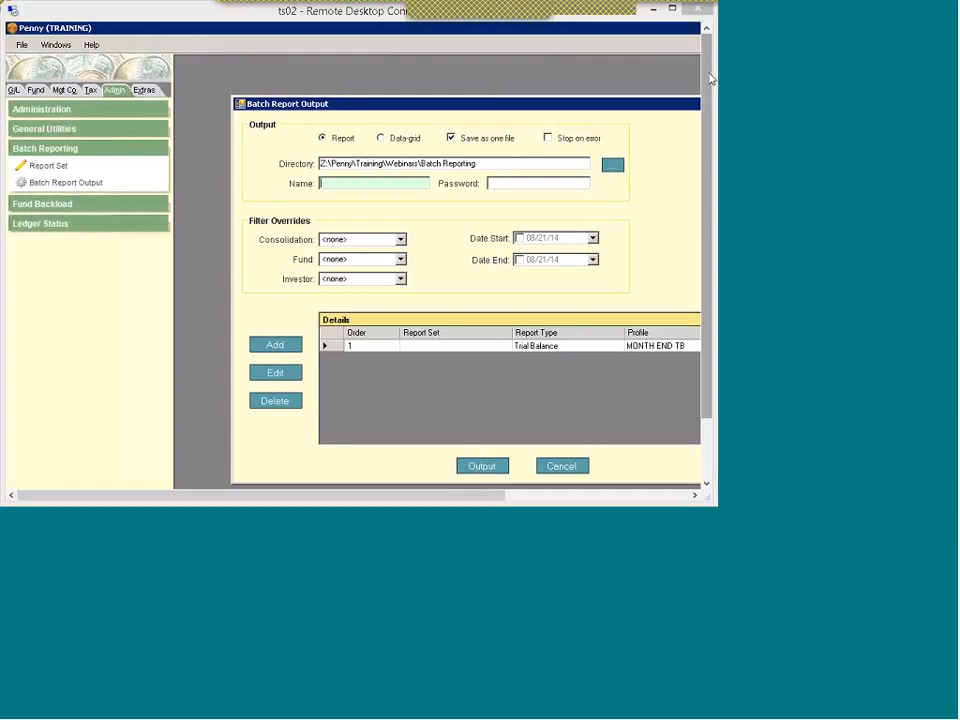 ts02 - Remote Desktop Con
Penny (TRAINING)
File Windows Help
G/L Fund Mgt Co Tax Admin Extras
Administration
General Utilities
Batch Reporting
Report Set
Batch Report Output
Fund Backload
Ledger Status
Batch Report Output
Output
Report Data-grid Save as one file Stop on error
Directory: Z:\Penny\Training\Webinars\Batch Reporting ...
Name: Password:
Filter Overrides
Consolidation: <none> Date Start: 08/21/14
Fund: <none> Date End: 08/21/14
Investor: <none>
Details
Order Report Set Report Type Profile
1 Trial Balance MONTH END TB
Add
Edit
Delete
Output Cancel